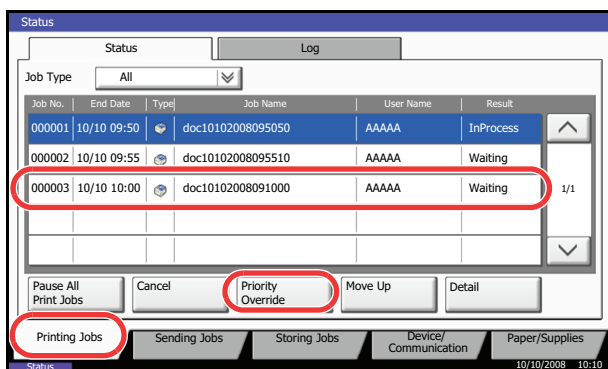 Status
Status Log
Job Type All
Job No. End Date Type Job Name User Name Result
000001 10/10 09:50 doc10102008095050 AAAAA InProcess
000002 10/10 09:55 doc10102008095510 AAAAA Waiting
000003 10/10 10:00 doc10102008091000 AAAAA Waiting 1/1
Pause All Cancel Priority Move Up Detail
Print Jobs Override
Printing Jobs Sending Jobs Storing Jobs Device/ Paper/Supplies
Communication
Status 10/10/2008 10:10